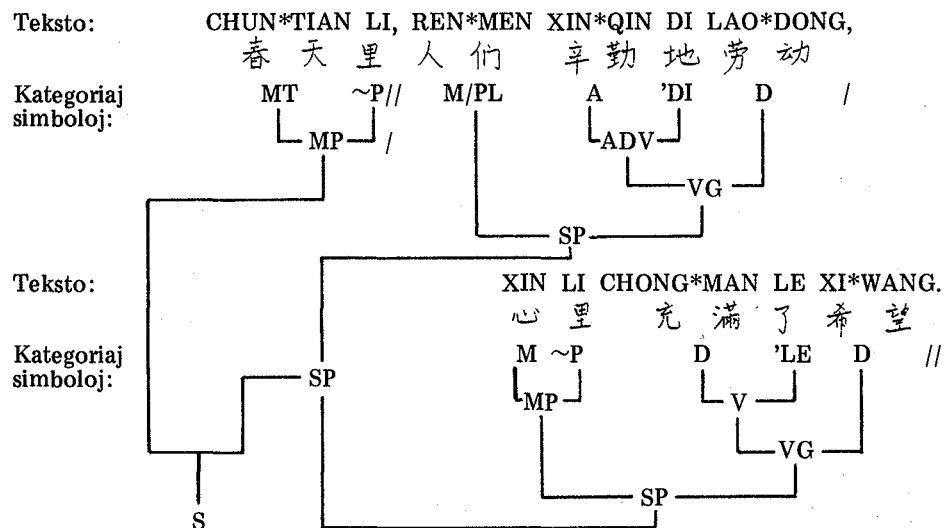 Teksto: CHUN*TIAN LI, REN*MEN XIN*QIN DI LAO*DONG,
春天里人们 辛勤地劳动
Kategoriaj simboloj: MT ~P// M/PL A 'DI D /
MP / ADV
VG
SP
Teksto: XIN LI CHONG*MAN LE XI*WANG.
心里 充满了希望
Kategoriaj simboloj: M ~P D 'LE D //
SP MP V
VG
SP
S